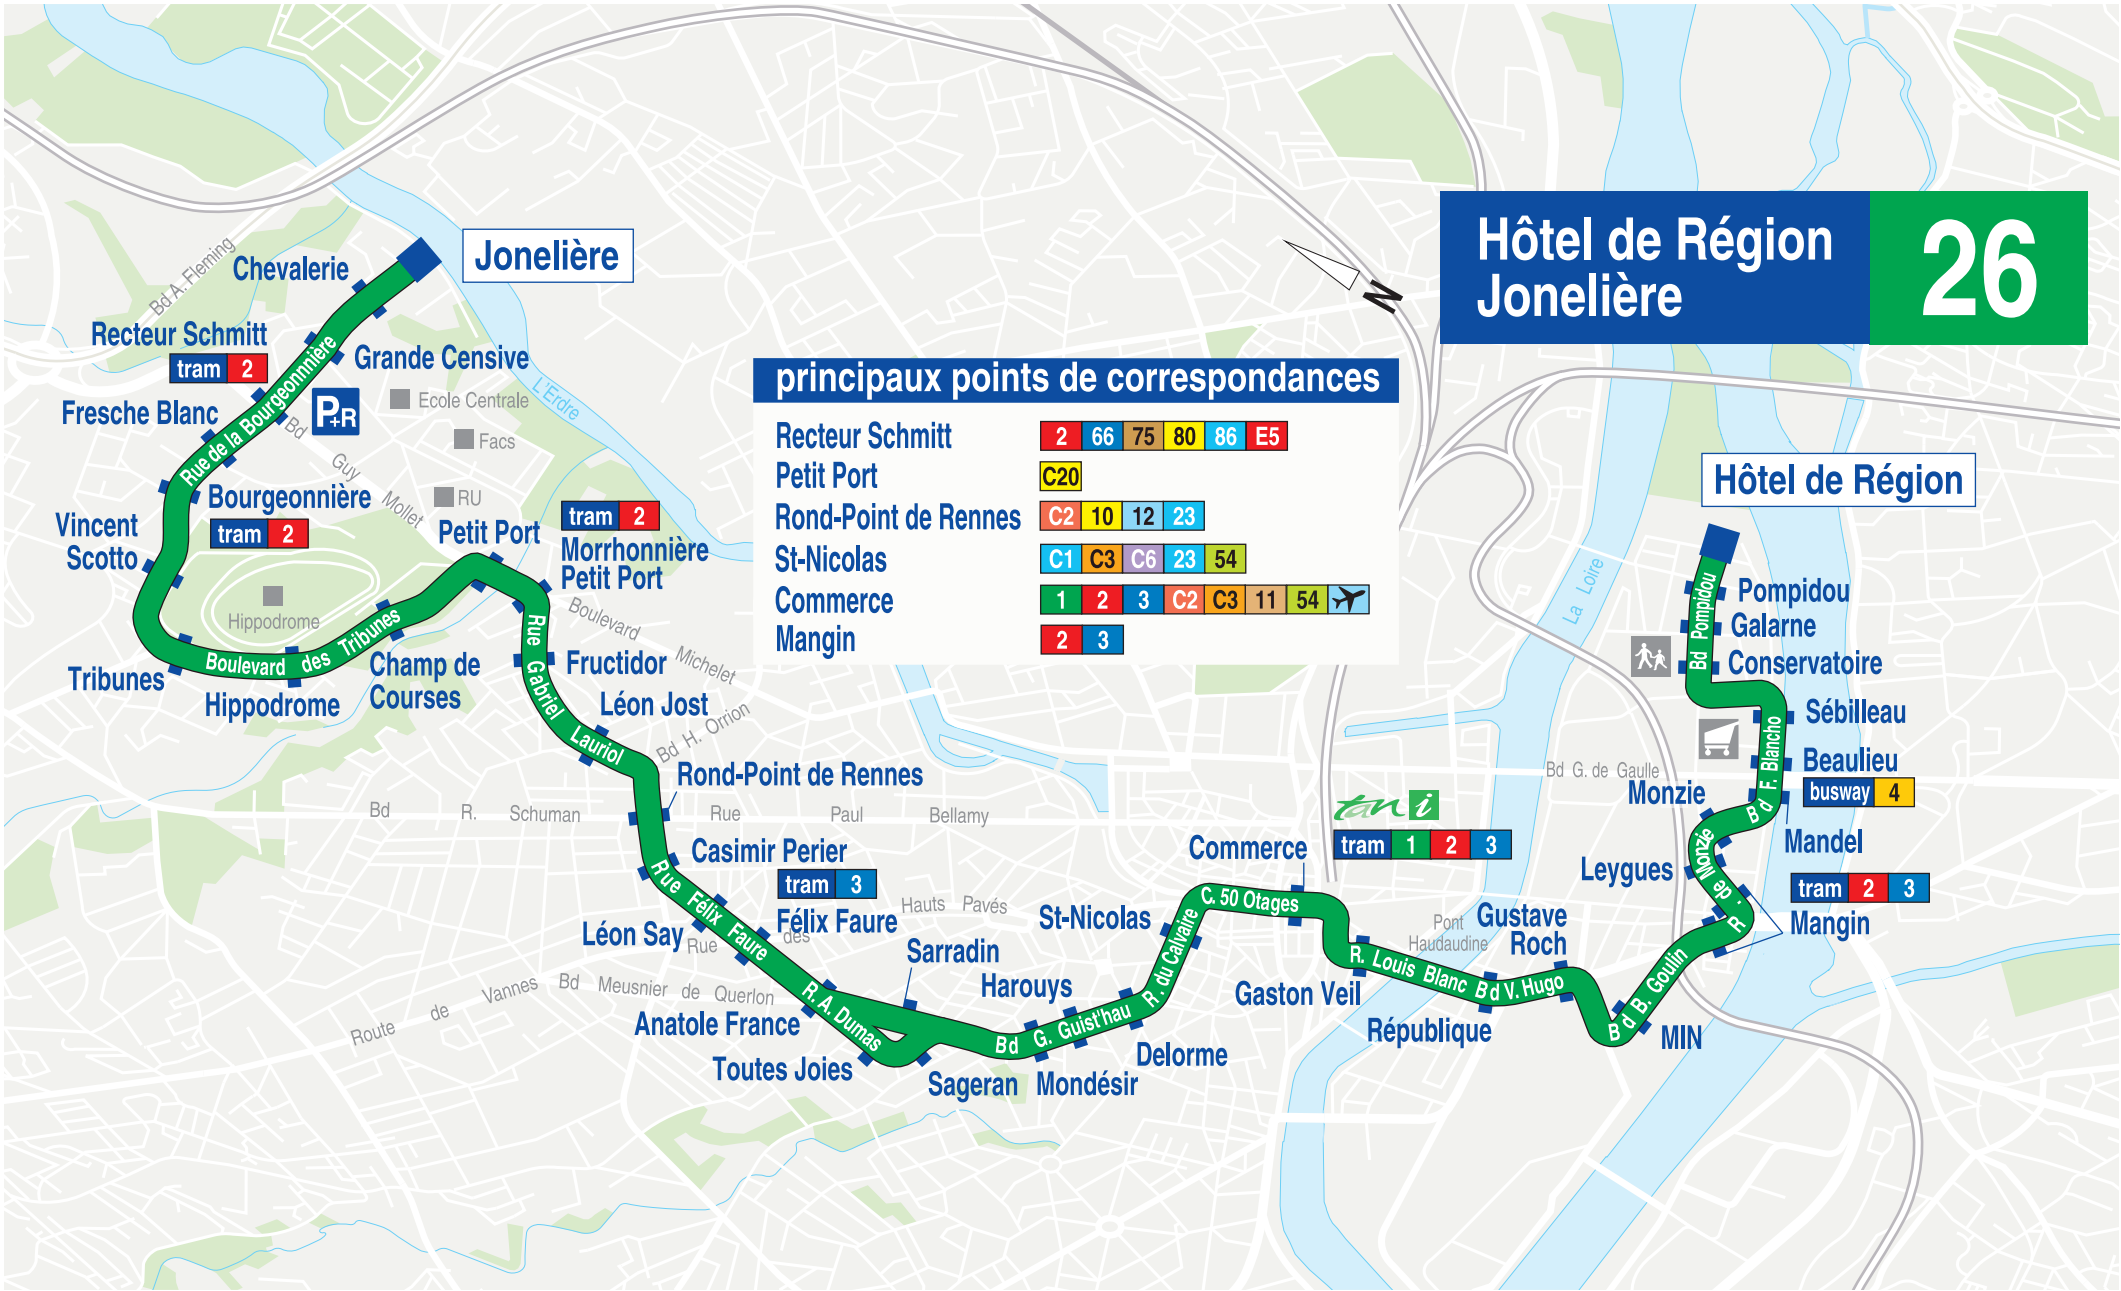 Hôtel de Région
Jonelière
26
Jonelière
Chevalerie
Bd A. Fleming
Recteur Schmitt
tram 2
Grande Censive
Rue de la Bourgeonnière
P+R
Ecole Centrale
L'Erdre
Fresche Blanc
Facs
Bd Guy Mollet
RU
Bourgeonnière
tram 2
Vincent
Scotto
Petit Port
tram 2
Morrhonnière
Petit Port
Hippodrome
Boulevard des Tribunes
Tribunes
Hippodrome
Champ de
Courses
Rue Gabriel Lauriol
Fructidor
Boulevard Michelet
Léon Jost
Bd H. Orrion
Rond-Point de Rennes
Bd R. Schuman
Rue Paul Bellamy
Casimir Perier
tram 3
Félix Faure
Rue Félix Faure
Léon Say
Rue des Hauts Pavés
Route de Vannes
Bd Meusnier de Querlon
Sarradin
R. A. Dumas
Anatole France
Toutes Joies
Sageran
Harouys
Bd G. Guist'hau
Mondésir
Delorme
St-Nicolas
R. du Calvaire
C. 50 Otages
Commerce
tan i
tram 1 2 3
Gaston Veil
R. Louis Blanc
Pont
Haudaudine
République
Bd V. Hugo
Gustave
Roch
Bd B. Goulin
MIN
Mangin
tram 2 3
R. de Monzie
Leygues
Monzie
Mandel
Bd G. de Gaulle
Bd F. Blancho
Beaulieu
busway 4
Sébilleau
Conservatoire
Galarne
Pompidou
Bd Pompidou
La Loire
Hôtel de Région
N
principaux points de correspondances
Recteur Schmitt 2 66 75 80 86 E5
Petit Port C20
Rond-Point de Rennes C2 10 12 23
St-Nicolas C1 C3 C6 23 54
Commerce 1 2 3 C2 C3 11 54
Mangin 2 3